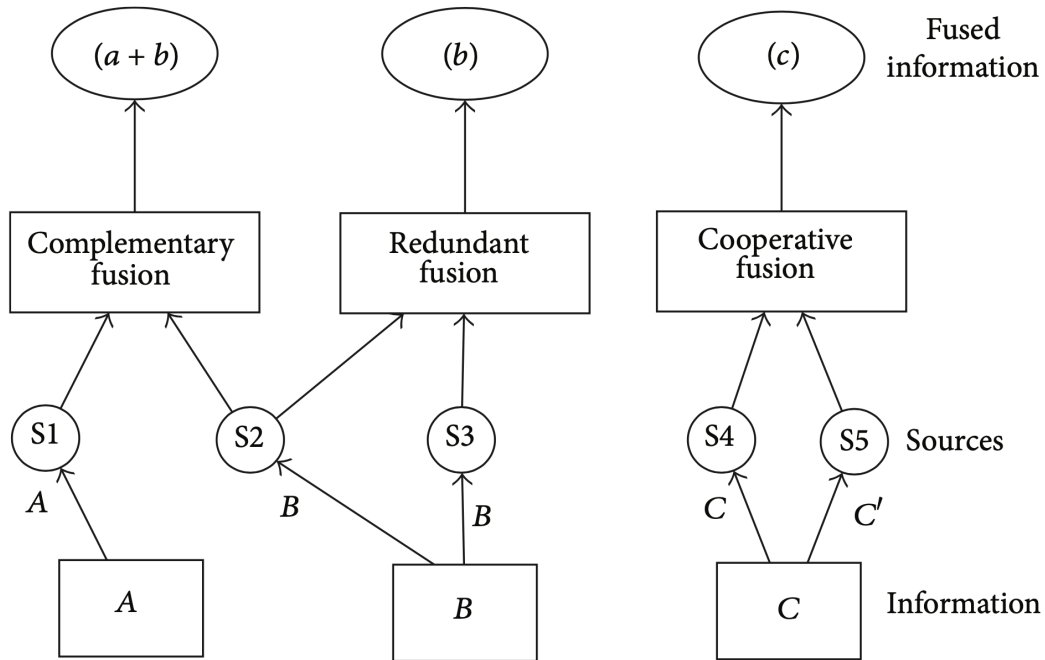 (a + b)
(b)
(c)
Fused
information
Complementary
fusion
Redundant
fusion
Cooperative
fusion
S1
S2
S3
S4
S5
Sources
A
B
B
C
C′
A
B
C
Information